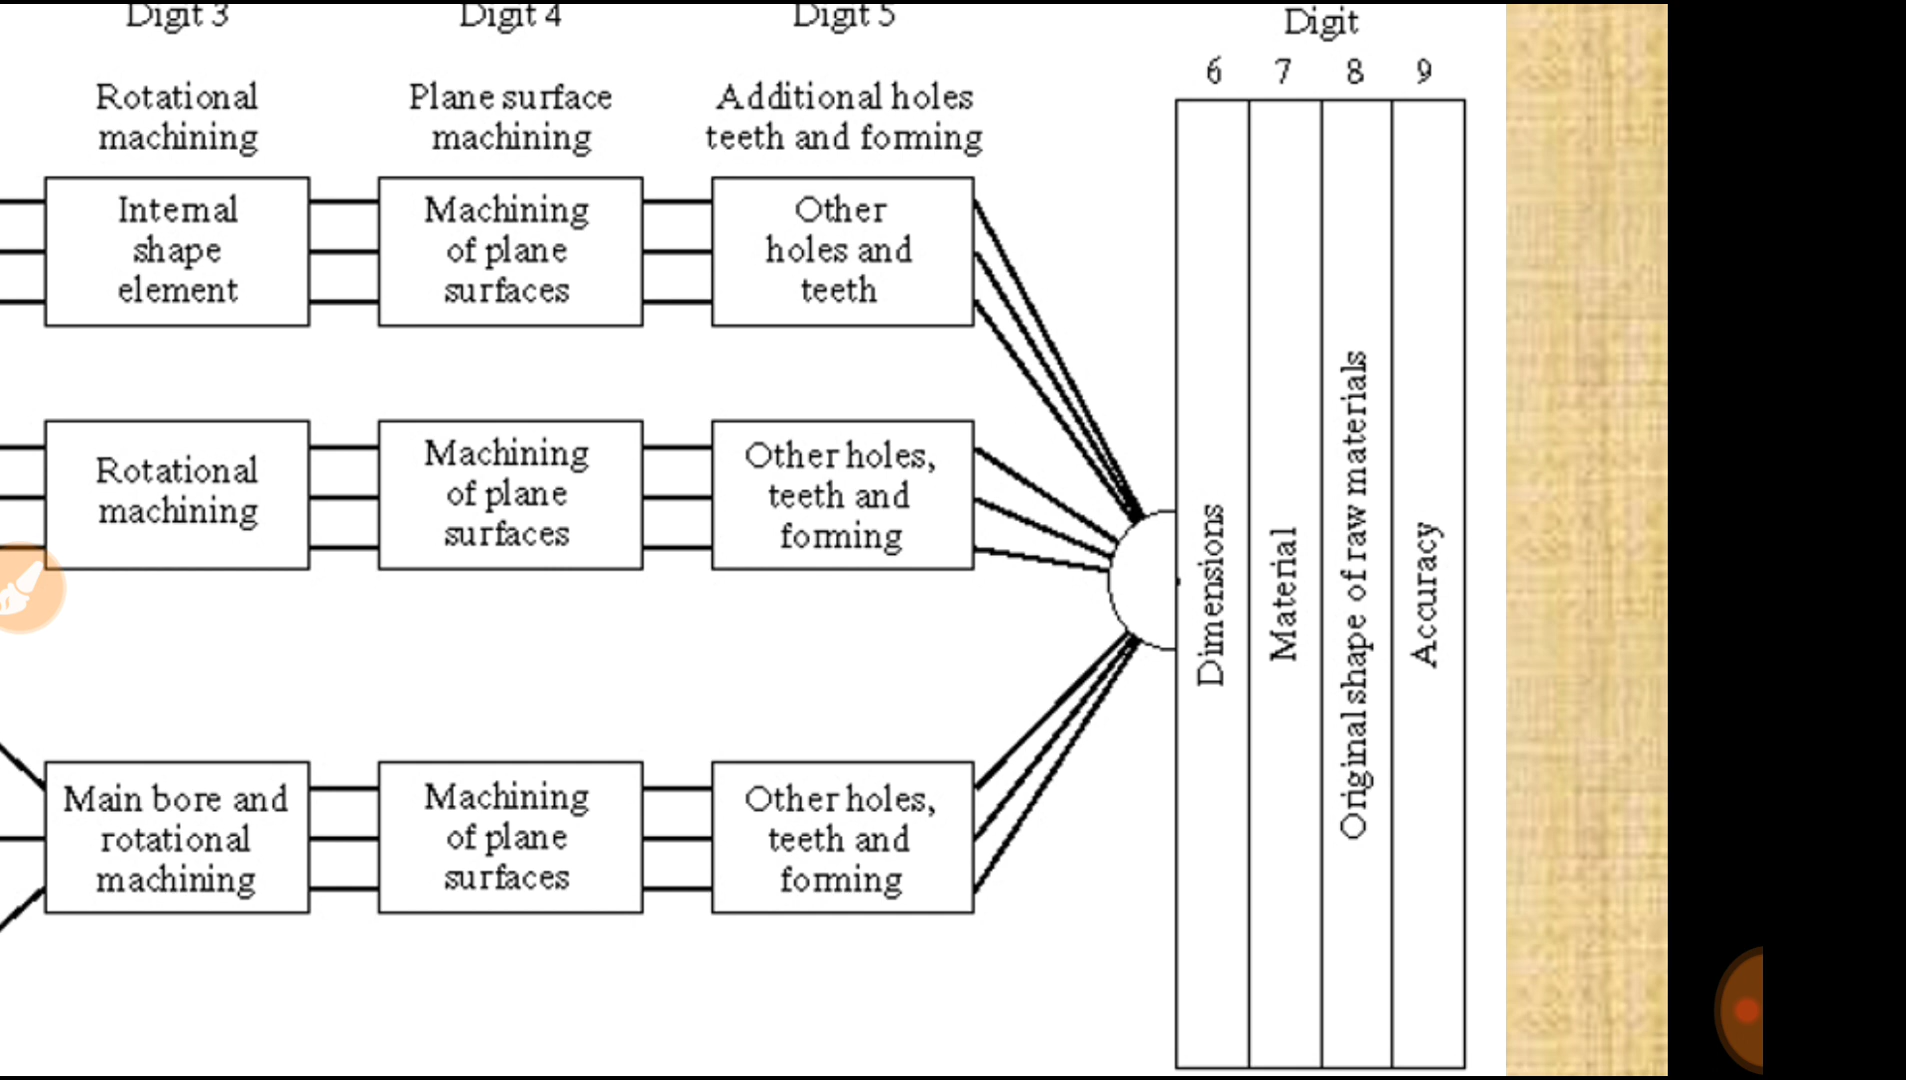 Digit 3
Digit 4
Digit 5
Digit
6 7 8 9
Rotational
machining
Plane surface
machining
Additional holes
teeth and forming
Internal
shape
element
Machining
of plane
surfaces
Other
holes and
teeth
Rotational
machining
Machining
of plane
surfaces
Other holes,
teeth and
forming
Main bore and
rotational
machining
Machining
of plane
surfaces
Other holes,
teeth and
forming
Dimensions
Material
Original shape of raw materials
Accuracy